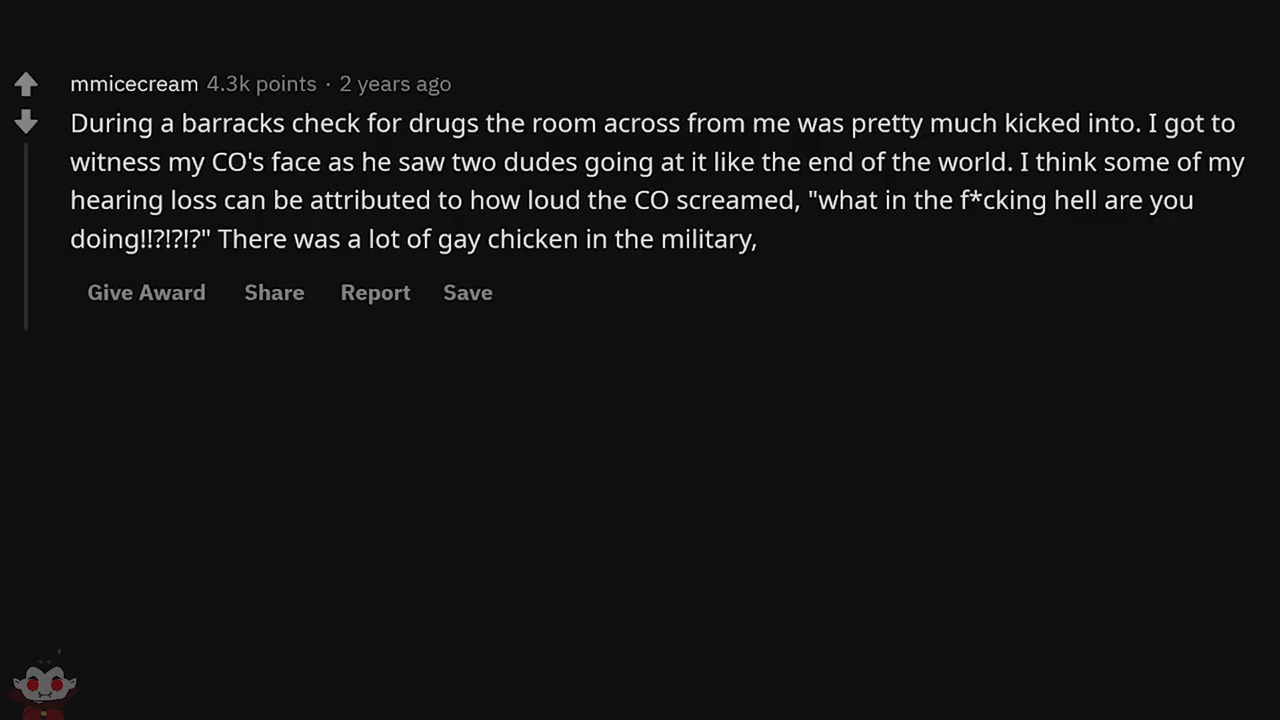 mmicecream 4.3k points · 2 years ago
During a barracks check for drugs the room across from me was pretty much kicked into. I got to
witness my CO's face as he saw two dudes going at it like the end of the world. I think some of my
hearing loss can be attributed to how loud the CO screamed, "what in the f*cking hell are you
doing!!?!?!?" There was a lot of gay chicken in the military,
Give Award Share Report Save